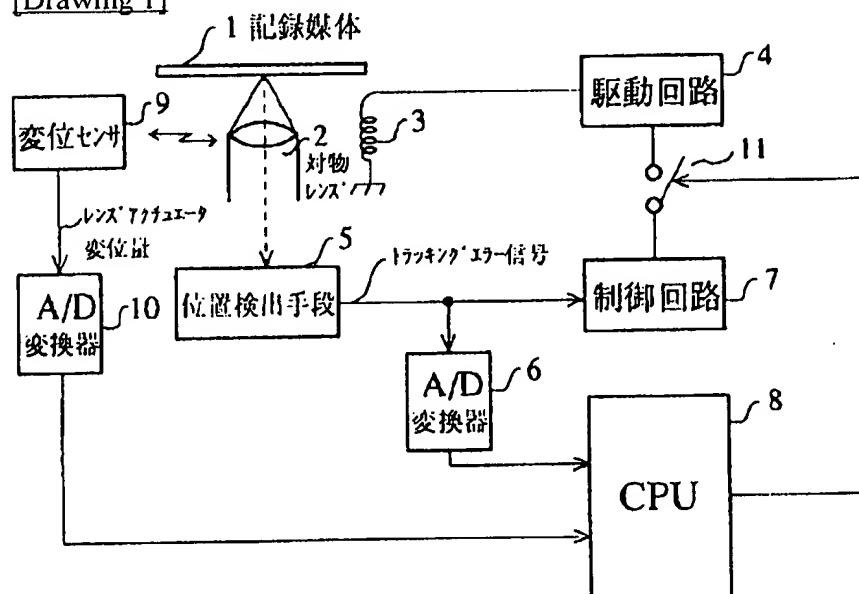 [Drawing 1]
1 記録媒体
4
駆動回路
9
変位センサ
2
対物
レンズ
3
11
レンズアクチュエータ
変位量
5
位置検出手段
トラッキングエラー信号
制御回路
7
A/D
変換器
10
A/D
変換器
6
8
CPU